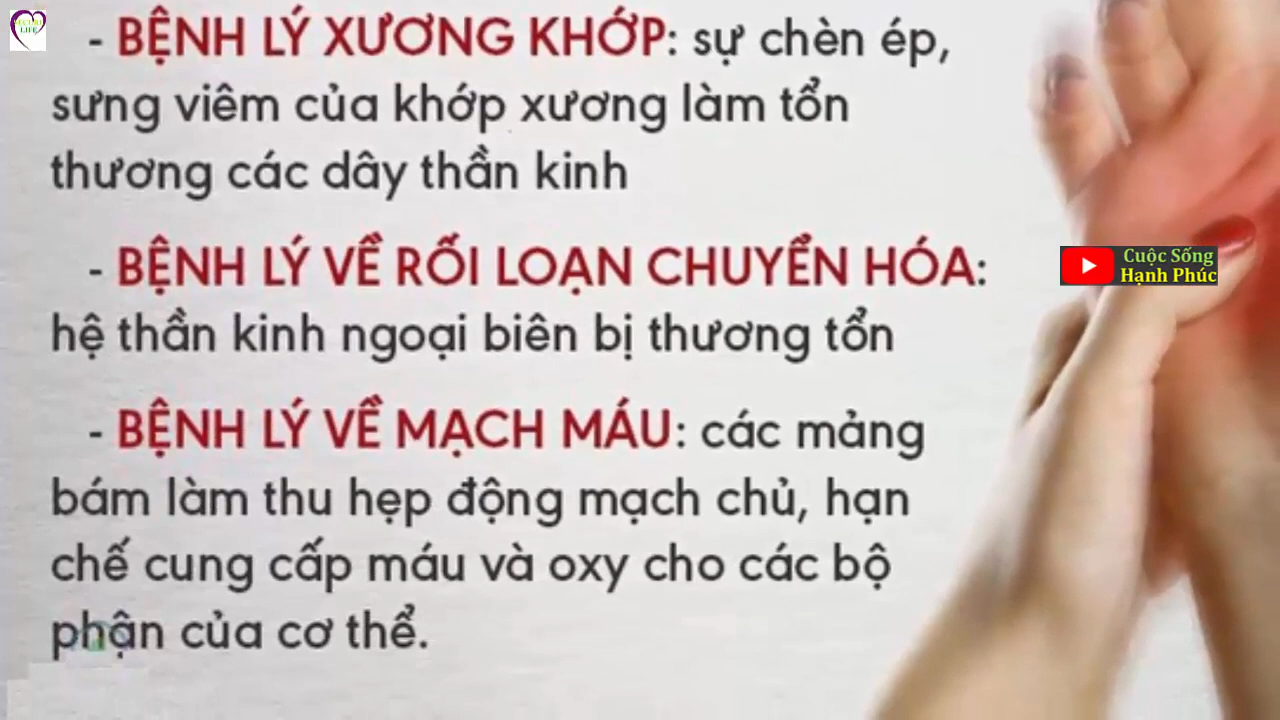 - BỆNH LÝ XƯƠNG KHỚP: sự chèn ép,
sưng viêm của khớp xương làm tổn
thương các dây thần kinh
- BỆNH LÝ VỀ RỐI LOẠN CHUYỂN HÓA:
hệ thần kinh ngoại biên bị thương tổn
- BỆNH LÝ VỀ MẠCH MÁU: các mảng
bám làm thu hẹp động mạch chủ, hạn
chế cung cấp máu và oxy cho các bộ
phận của cơ thể.
Cuộc Sống
Hạnh Phúc